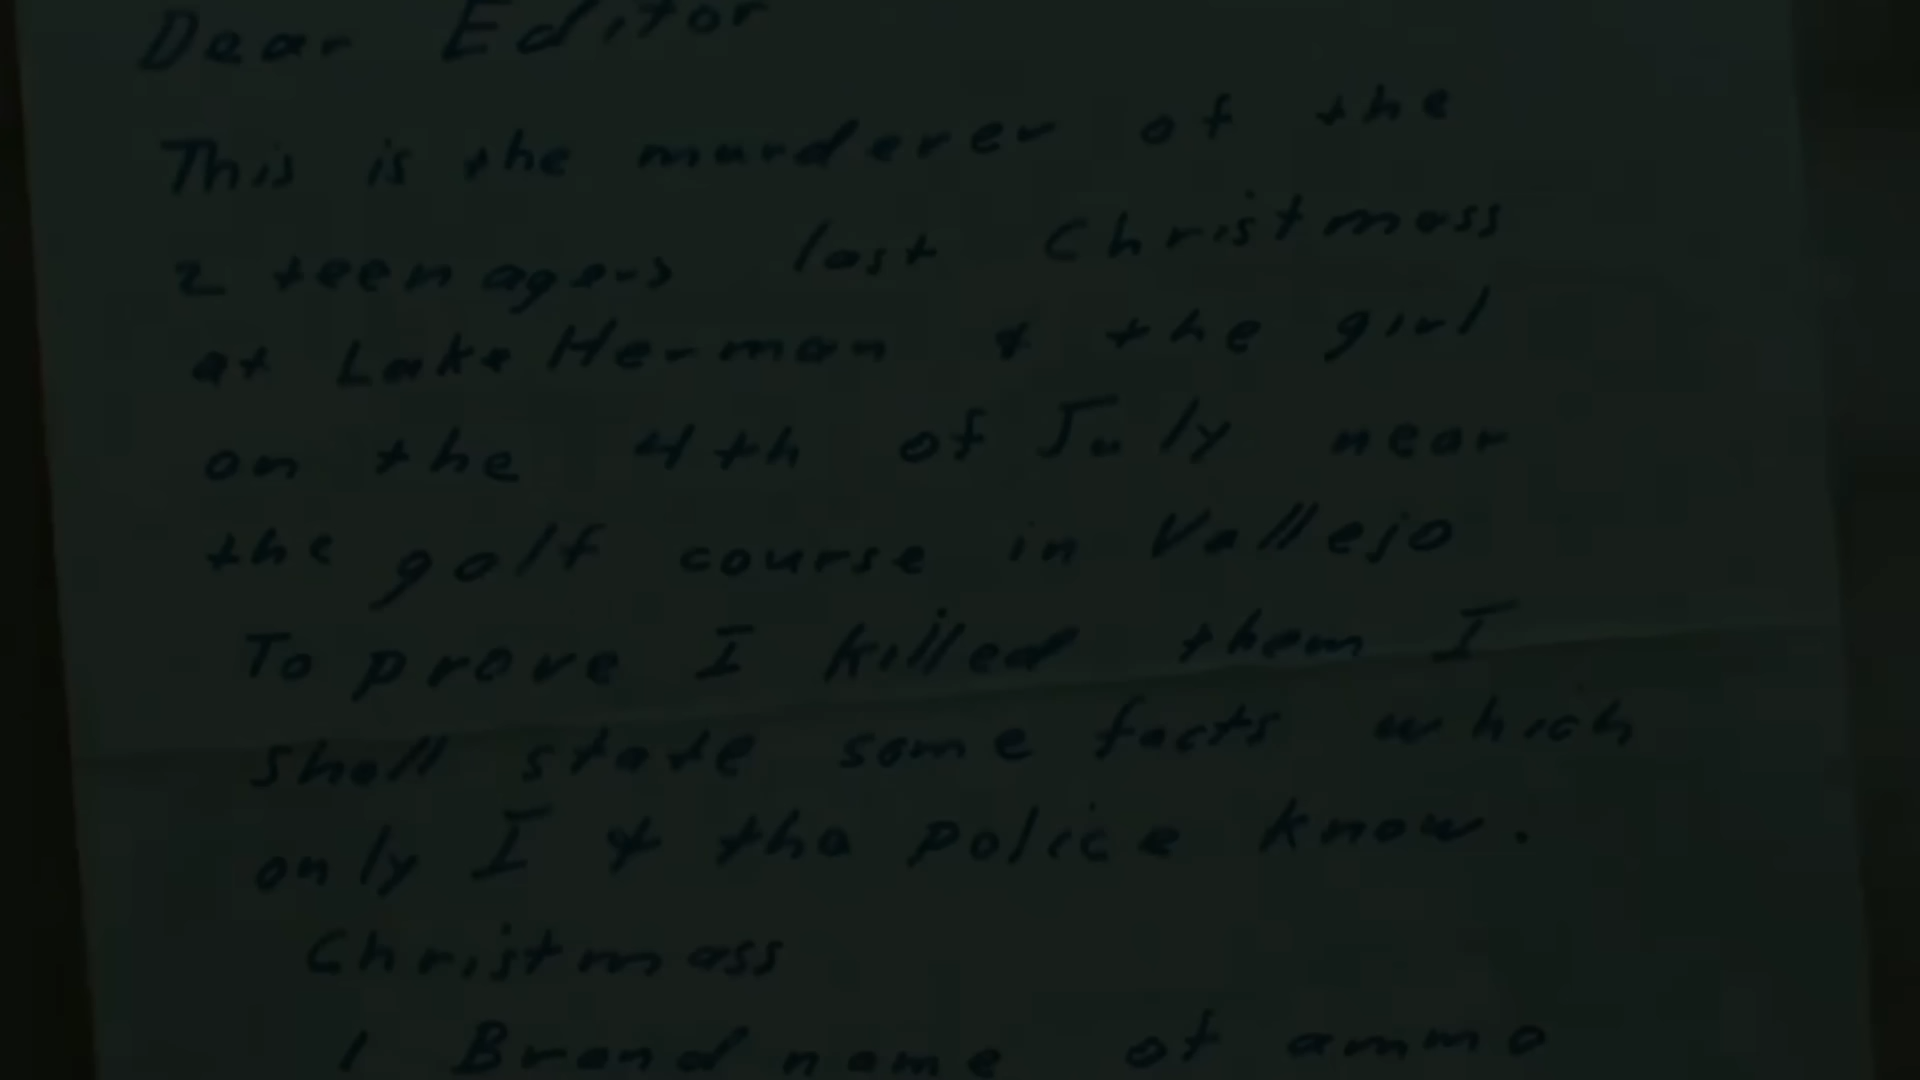 Dear Editor
This is the murderer of the
2 teenagers last Christmass
at Lake Herman & the girl
on the 4th of July near
the golf course in Vallejo
To prove I killed them I
shall state some facts which
only I & the police know.
Christmass
1 Brand name of ammo